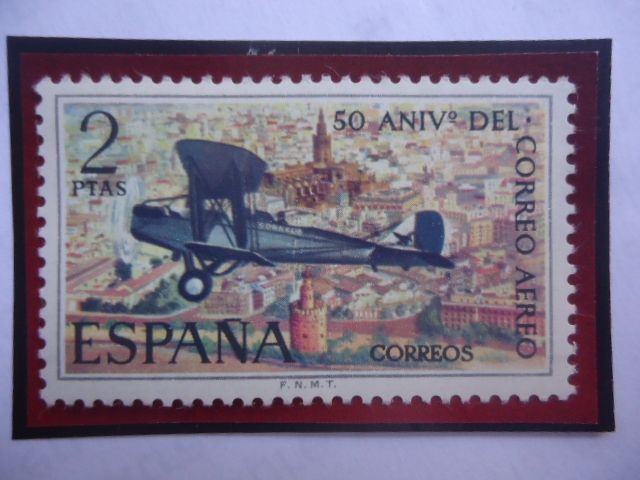 2
PTAS
50 ANIVº DEL
CORREO AEREO
ESPAÑA
CORREOS
F. N. M. T.